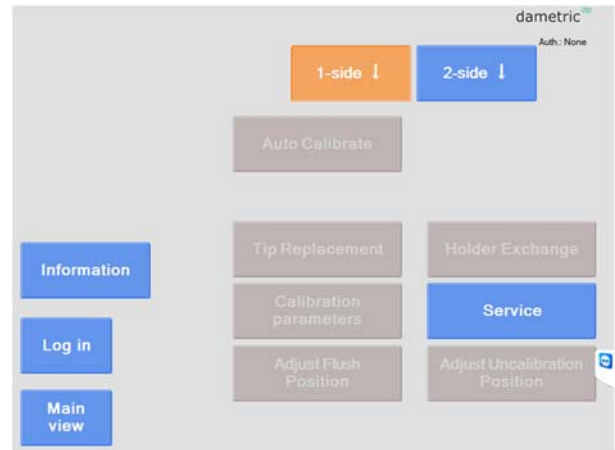 dametric
Auth.: None
1-side ↓
2-side ↓
Auto Calibrate
Tip Replacement
Holder Exchange
Information
Calibration
parameters
Service
Log in
Adjust Flush
Position
Adjust Uncalibration
Position
Main
view